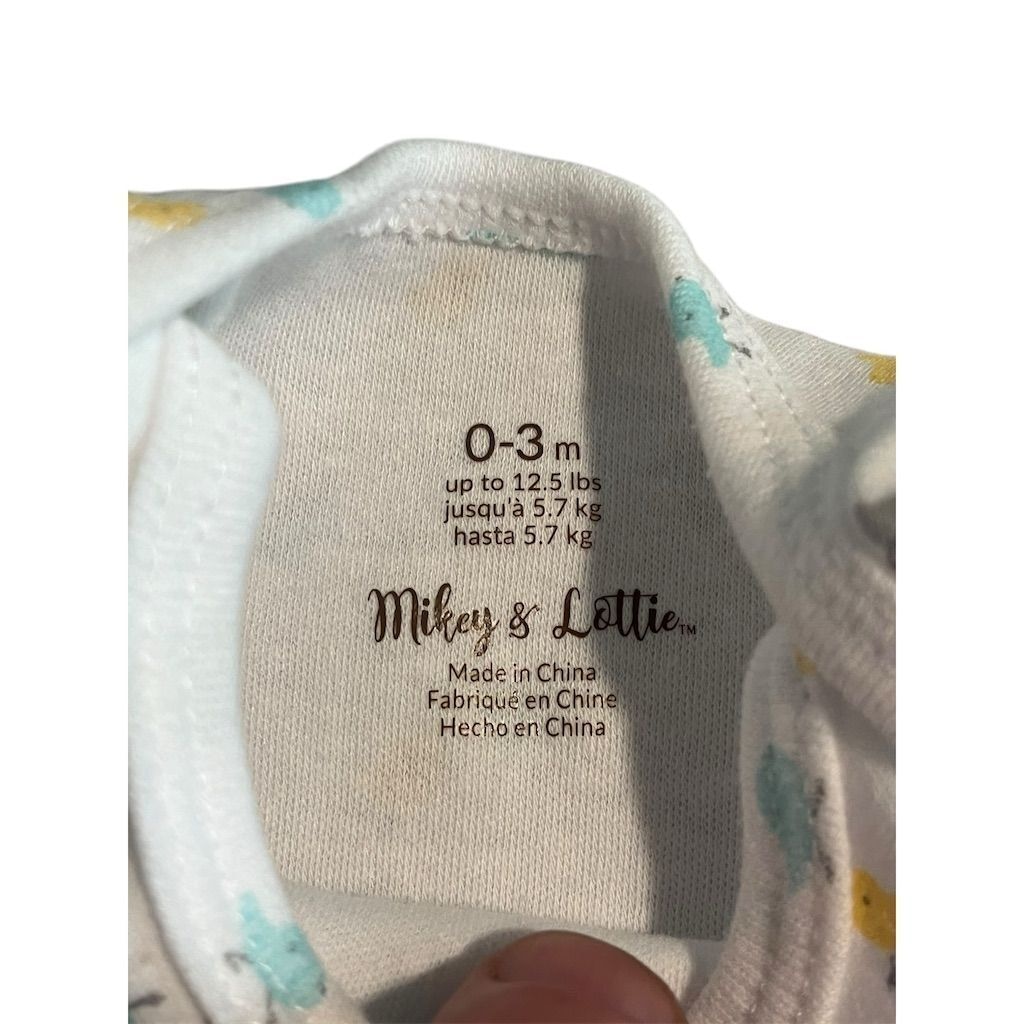 0-3 m
up to 12.5 lbs
jusqu'à 5.7 kg
hasta 5.7 kg
Mikey & Lottie™
Made in China
Fabriqué en Chine
Hecho en China